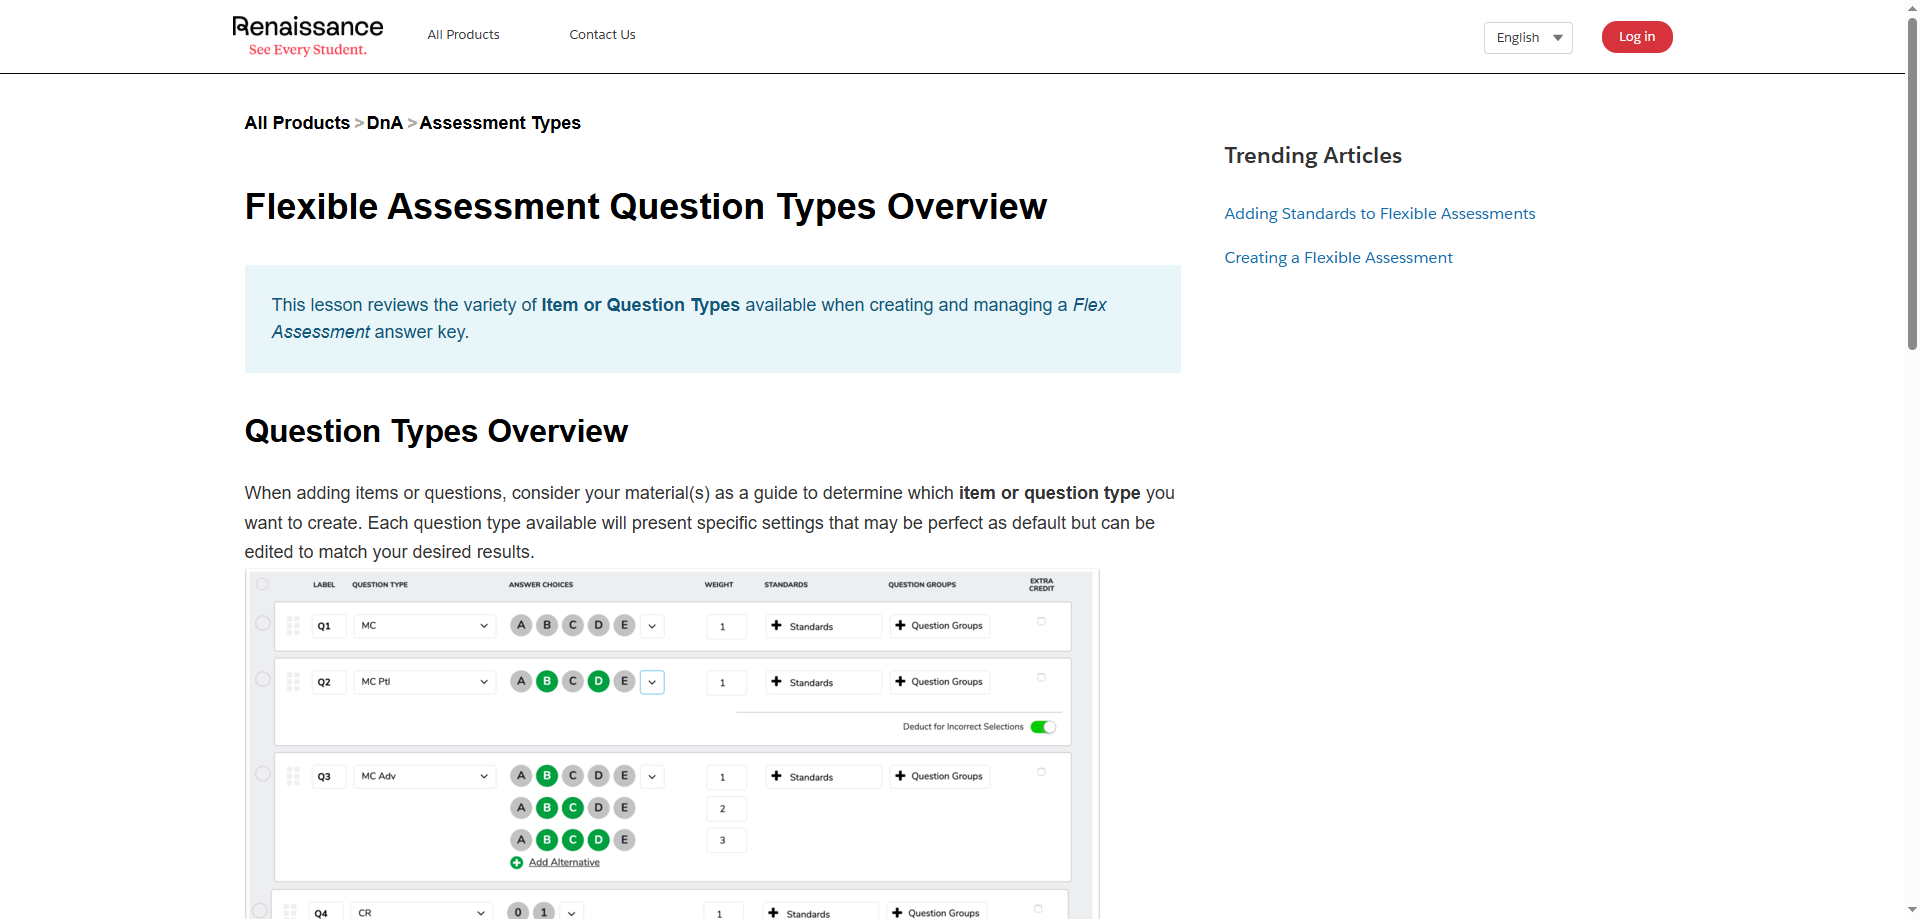 Renaissance
See Every Student.
All Products
Contact Us
English
Log in
All Products > DnA > Assessment Types
Flexible Assessment Question Types Overview
This lesson reviews the variety of Item or Question Types available when creating and managing a Flex
Assessment answer key.
Question Types Overview
When adding items or questions, consider your material(s) as a guide to determine which item or question type you
want to create. Each question type available will present specific settings that may be perfect as default but can be
edited to match your desired results.
LABEL QUESTION TYPE ANSWER CHOICES WEIGHT STANDARDS QUESTION GROUPS EXTRA CREDIT
Q1 MC A B C D E 1 Standards Question Groups
Q2 MC Ptl A B C D E 1 Standards Question Groups
Deduct for Incorrect Selections
Q3 MC Adv A B C D E 1 Standards Question Groups
A B C D E 2
A B C D E 3
Add Alternative
Q4 CR 0 1 1 Standards Question Groups
Trending Articles
Adding Standards to Flexible Assessments
Creating a Flexible Assessment